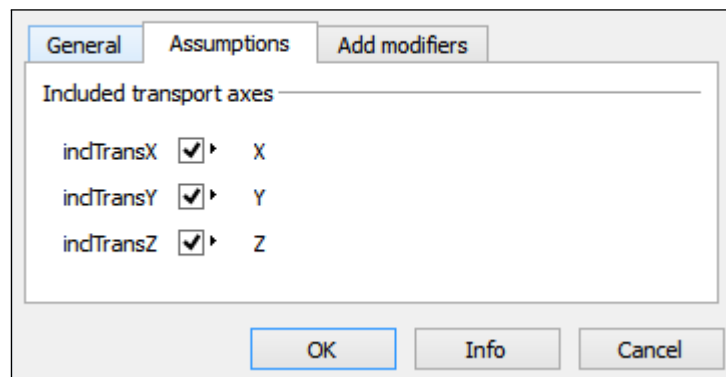 General Assumptions Add modifiers
Included transport axes
inclTransX X
inclTransY Y
inclTransZ Z
OK Info Cancel